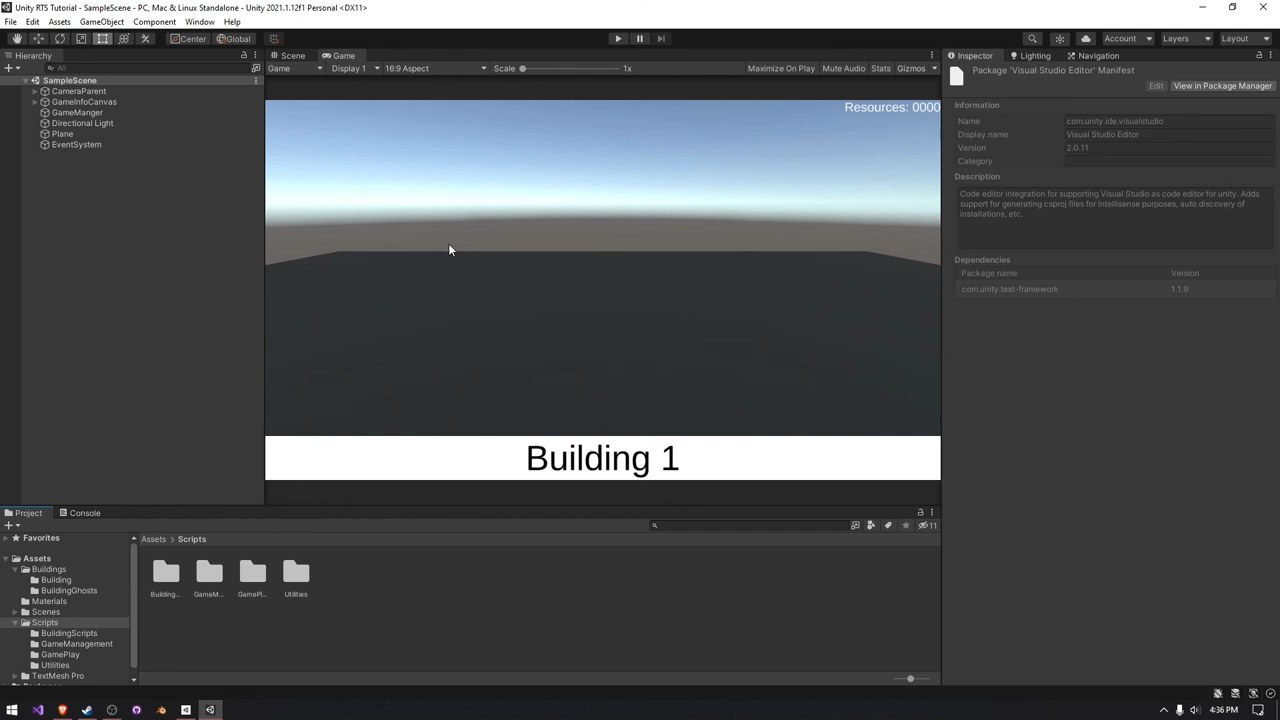 Unity RTS Tutorial - SampleScene - PC, Mac & Linux Standalone - Unity 2021.1.12f1 Personal <DX11>
File Edit Assets GameObject Component Window Help
Center Global Account Layers Layout
Hierarchy
All
SampleScene
CameraParent
GameInfoCanvas
GameManger
Directional Light
Plane
EventSystem
Scene Game
Game Display 1 16:9 Aspect Scale 1x Maximize On Play Mute Audio Stats Gizmos
Resources: 0000
Building 1
Inspector Lighting Navigation
Package 'Visual Studio Editor' Manifest
Edit View in Package Manager
Information
Name com.unity.ide.visualstudio
Display name Visual Studio Editor
Version 2.0.11
Category
Description
Code editor integration for supporting Visual Studio as code editor for unity. Adds
support for generating csproj files for intellisense purposes, auto discovery of
installations, etc.
Dependencies
Package name Version
com.unity.test-framework 1.1.9
Project Console
11
Favorites
Assets
Buildings
Building
BuildingGhosts
Materials
Scenes
Scripts
BuildingScripts
GameManagement
GamePlay
Utilities
TextMesh Pro
Assets > Scripts
Building... GameM... GamePl... Utilities
4:36 PM